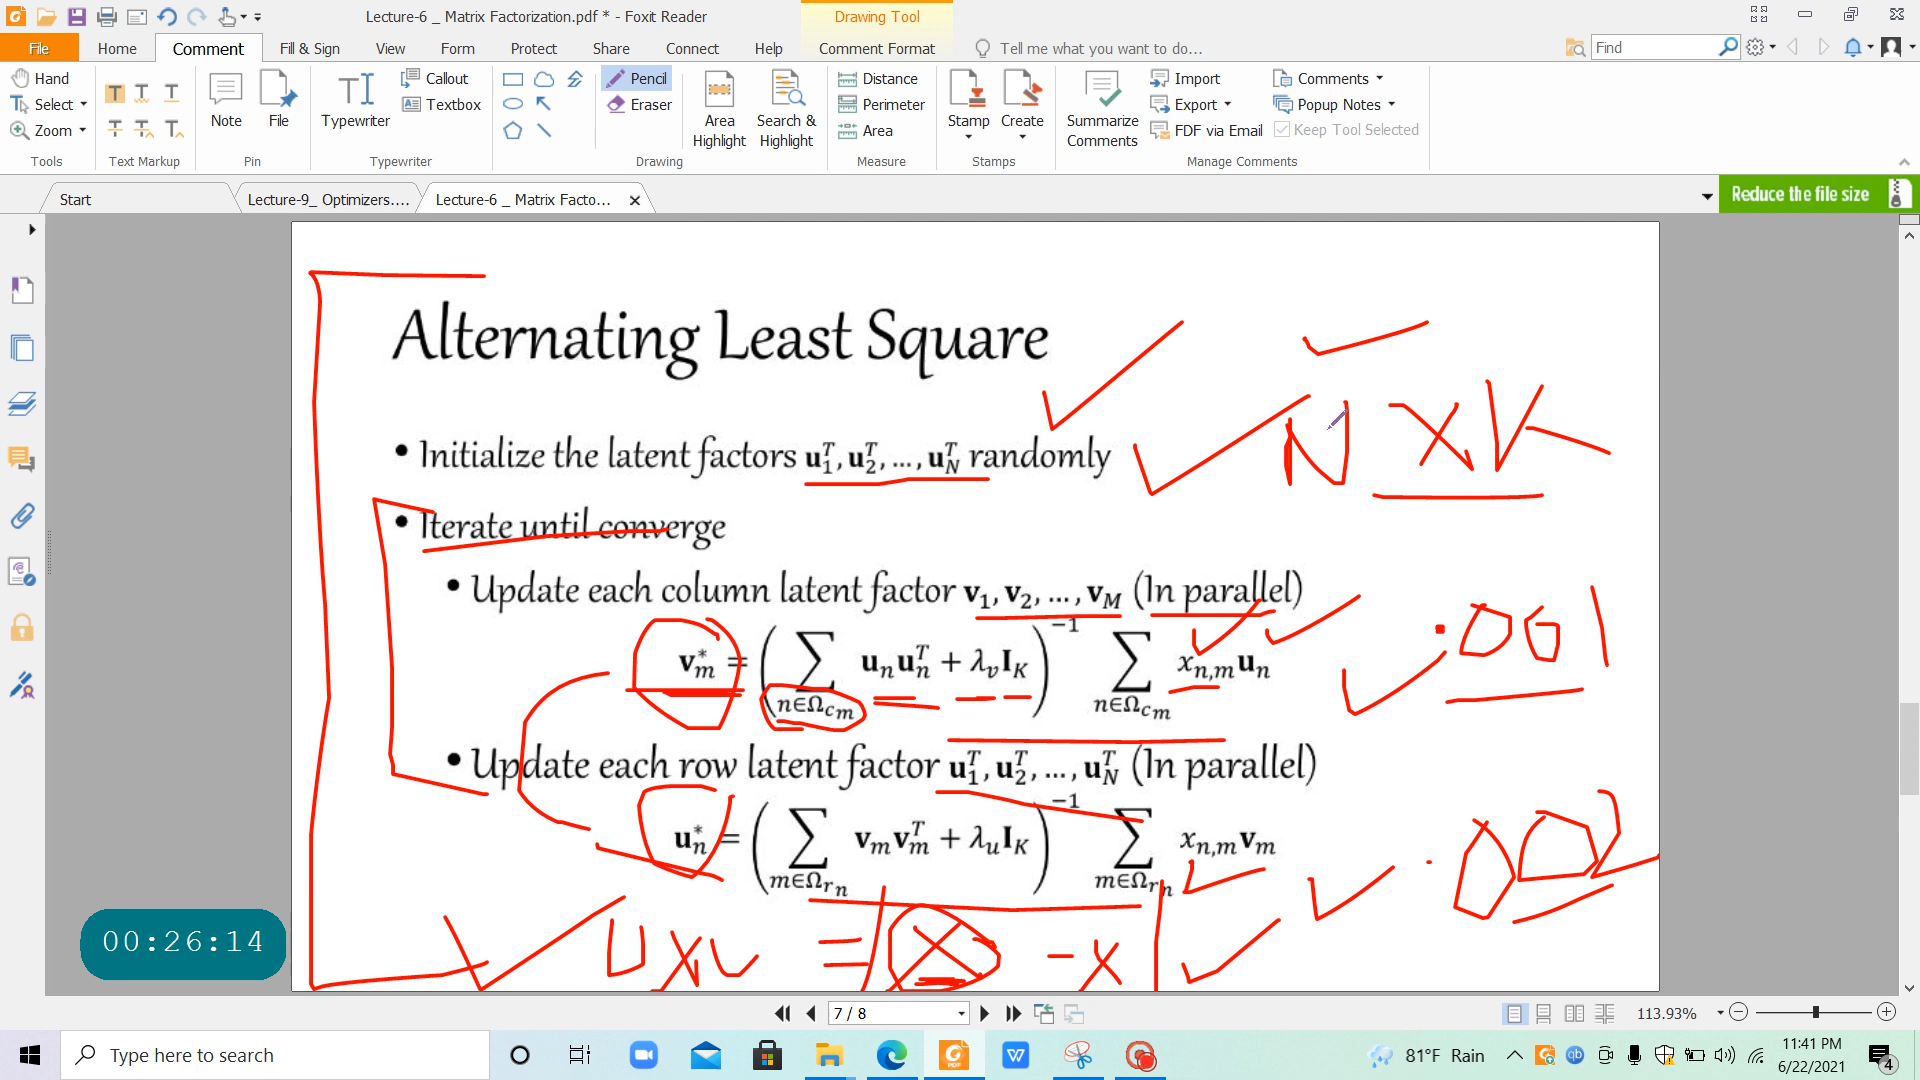 Lecture-6 _ Matrix Factorization.pdf * - Foxit Reader
Drawing Tool
File Home Comment Fill & Sign View Form Protect Share Connect Help Comment Format Tell me what you want to do... Find
Hand
Select
Zoom
Tools
Text Markup
Note
File
Pin
Typewriter
Callout
Textbox
Typewriter
Pencil
Eraser
Area Highlight
Search & Highlight
Drawing
Distance
Perimeter
Area
Measure
Stamp
Create
Stamps
Summarize Comments
Import
Export
FDF via Email
Comments
Popup Notes
Keep Tool Selected
Manage Comments
Start Lecture-9_ Optimizers.... Lecture-6 _ Matrix Facto... Reduce the file size
Alternating Least Square
N x K
• Initialize the latent factors u₁ᵀ, u₂ᵀ, ..., u_Nᵀ randomly
• Iterate until converge
• Update each column latent factor v₁, v₂, ..., v_M (In parallel)
.001
v*_m = (∑_{n∈Ω_{c_m}} u_n u_nᵀ + λ_v I_K)⁻¹ ∑_{n∈Ω_{c_m}} x_{n,m} u_n
• Update each row latent factor u₁ᵀ, u₂ᵀ, ..., u_Nᵀ (In parallel)
u*_n = (∑_{m∈Ω_{r_n}} v_m v_mᵀ + λ_u I_K)⁻¹ ∑_{m∈Ω_{r_n}} x_{n,m} v_m
.002
U x V = | X - X |
00:26:14
7 / 8
113.93%
Type here to search
81°F Rain
11:41 PM
6/22/2021
4